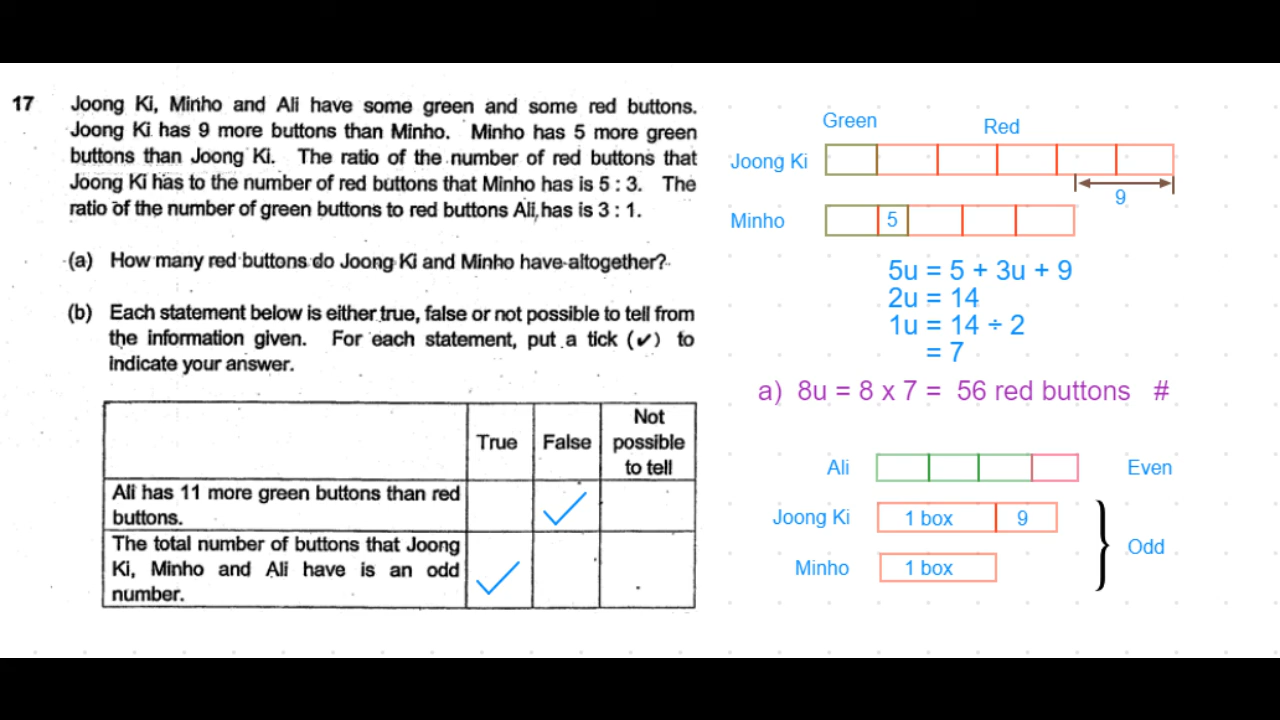 17 Joong Ki, Minho and Ali have some green and some red buttons.
Joong Ki has 9 more buttons than Minho. Minho has 5 more green
buttons than Joong Ki. The ratio of the number of red buttons that
Joong Ki has to the number of red buttons that Minho has is 5 : 3. The
ratio of the number of green buttons to red buttons Ali has is 3 : 1.
(a) How many red buttons do Joong Ki and Minho have altogether?
(b) Each statement below is either true, false or not possible to tell from
the information given. For each statement, put a tick (✔) to
indicate your answer.
True False Not possible to tell
Ali has 11 more green buttons than red
buttons. ✓
The total number of buttons that Joong
Ki, Minho and Ali have is an odd
number. ✓
Green Red
Joong Ki
9
Minho 5
5u = 5 + 3u + 9
2u = 14
1u = 14 ÷ 2
= 7
a) 8u = 8 x 7 = 56 red buttons #
Ali Even
Joong Ki 1 box 9
Odd
Minho 1 box